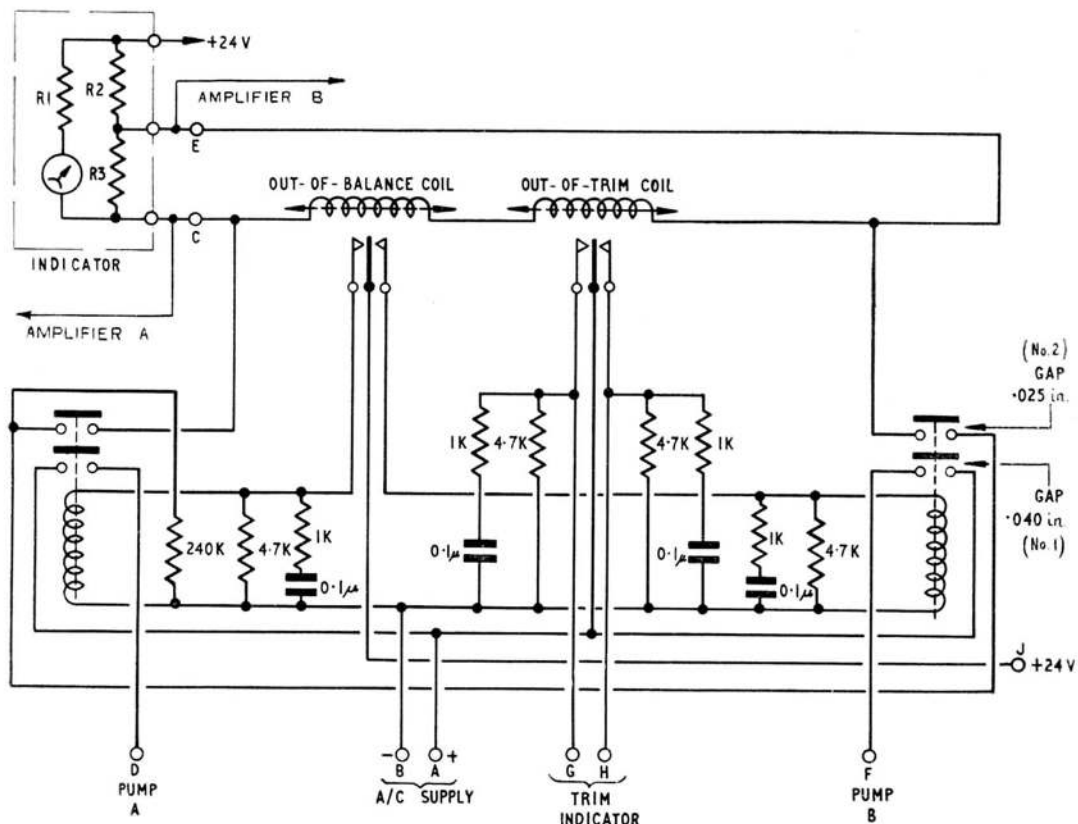 +24V
R1
R2
AMPLIFIER B
E
R3
OUT-OF-BALANCE COIL
OUT-OF-TRIM COIL
C
INDICATOR
AMPLIFIER A
(No.2)
GAP
·025 in.
1K
4·7K
4·7K
1K
240K
4·7K
1K
0·1μ
0·1μ
0·1μ
1K
0·1μ
4·7K
GAP
·040 in.
(No.1)
J
+24V
D
PUMP
A
−
B
A
+
A/C SUPPLY
G
H
TRIM
INDICATOR
F
PUMP
B